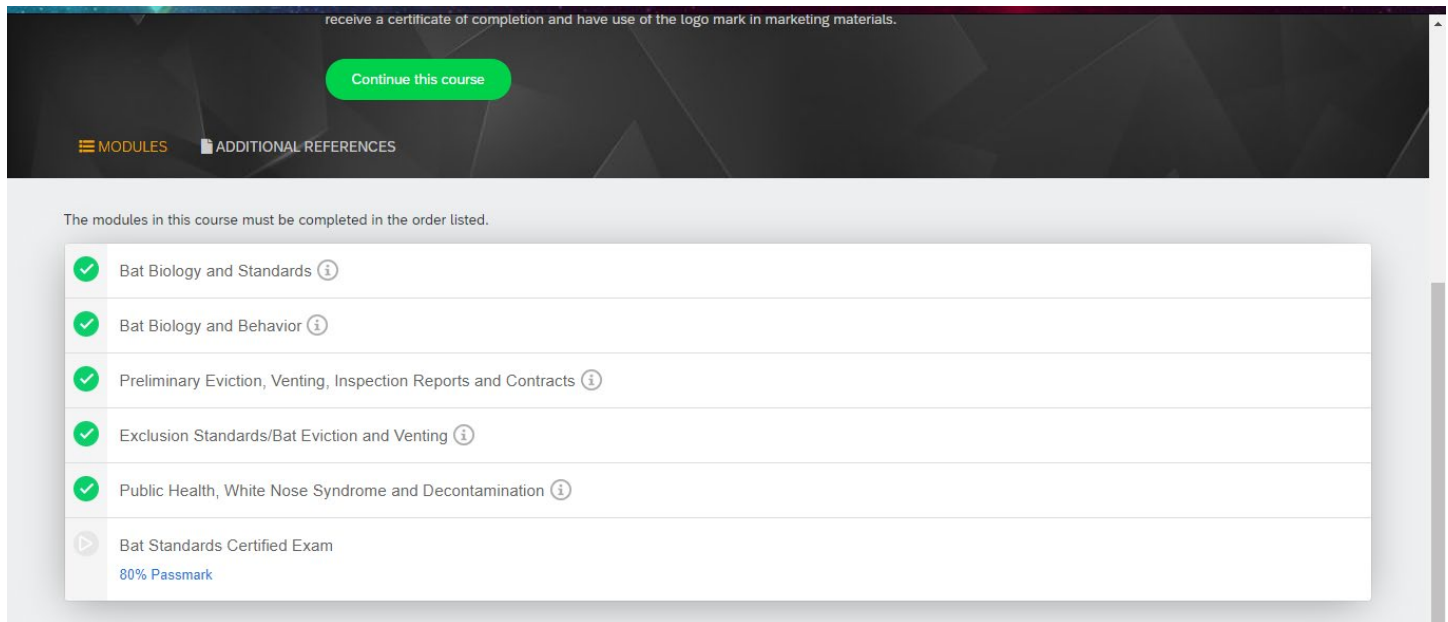 receive a certificate of completion and have use of the logo mark in marketing materials.
Continue this course
MODULES ADDITIONAL REFERENCES
The modules in this course must be completed in the order listed.
Bat Biology and Standards
Bat Biology and Behavior
Preliminary Eviction, Venting, Inspection Reports and Contracts
Exclusion Standards/Bat Eviction and Venting
Public Health, White Nose Syndrome and Decontamination
Bat Standards Certified Exam
80% Passmark